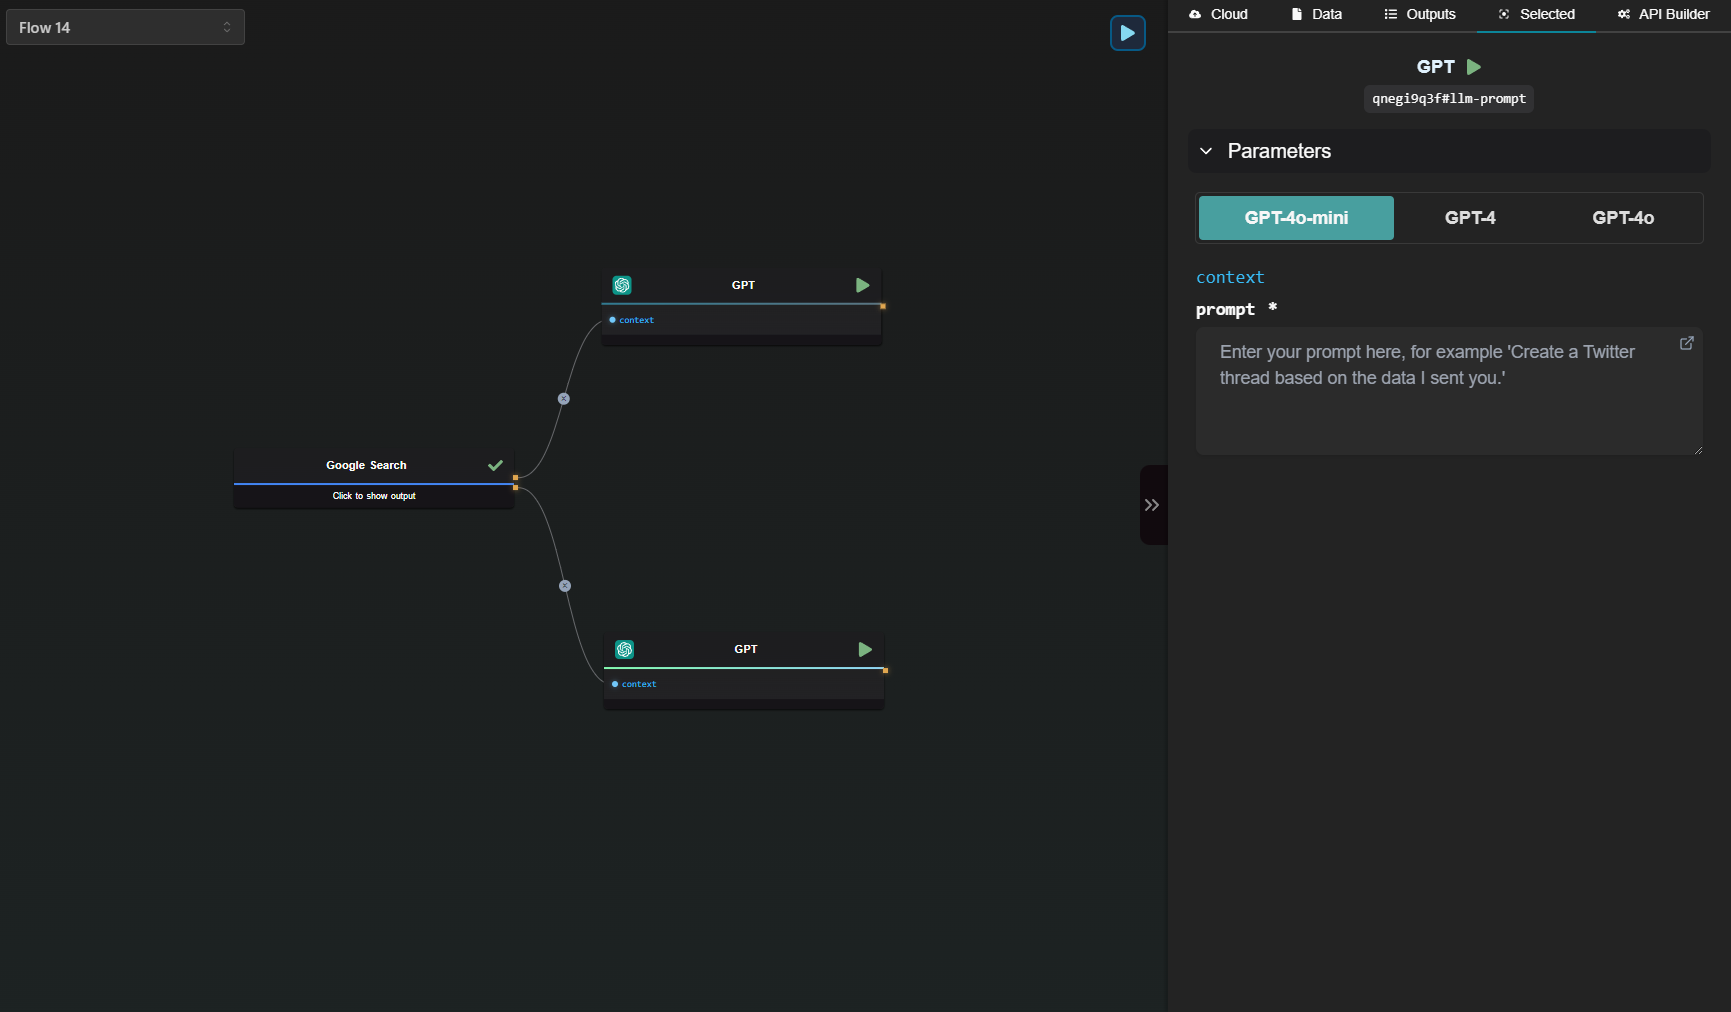 Flow 14
Cloud
Data
Outputs
Selected
API Builder
GPT
qnegi9q3f#llm-prompt
Parameters
GPT-4o-mini
GPT-4
GPT-4o
context
prompt *
Enter your prompt here, for example 'Create a Twitter
thread based on the data I sent you.'
GPT
context
Google Search
Click to show output
GPT
context